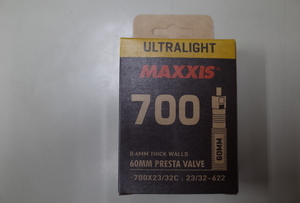 ULTRALIGHT
MAXXIS
700
0.6MM THICK WALLS
60MM PRESTA VALVE
700X23/32C : 23/32-622
60MM